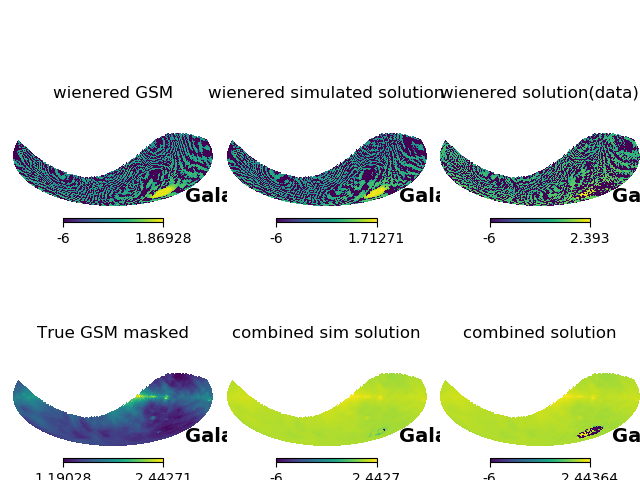 wienered GSM
wienered simulated solution
wienered solution(data)
Gala
Gala
Ga
-6 1.86928
-6 1.71271
-6 2.393
True GSM masked
combined sim solution
combined solution
Gala
Gala
Ga
1.19028 2.44271
-6 2.4427
-6 2.44364